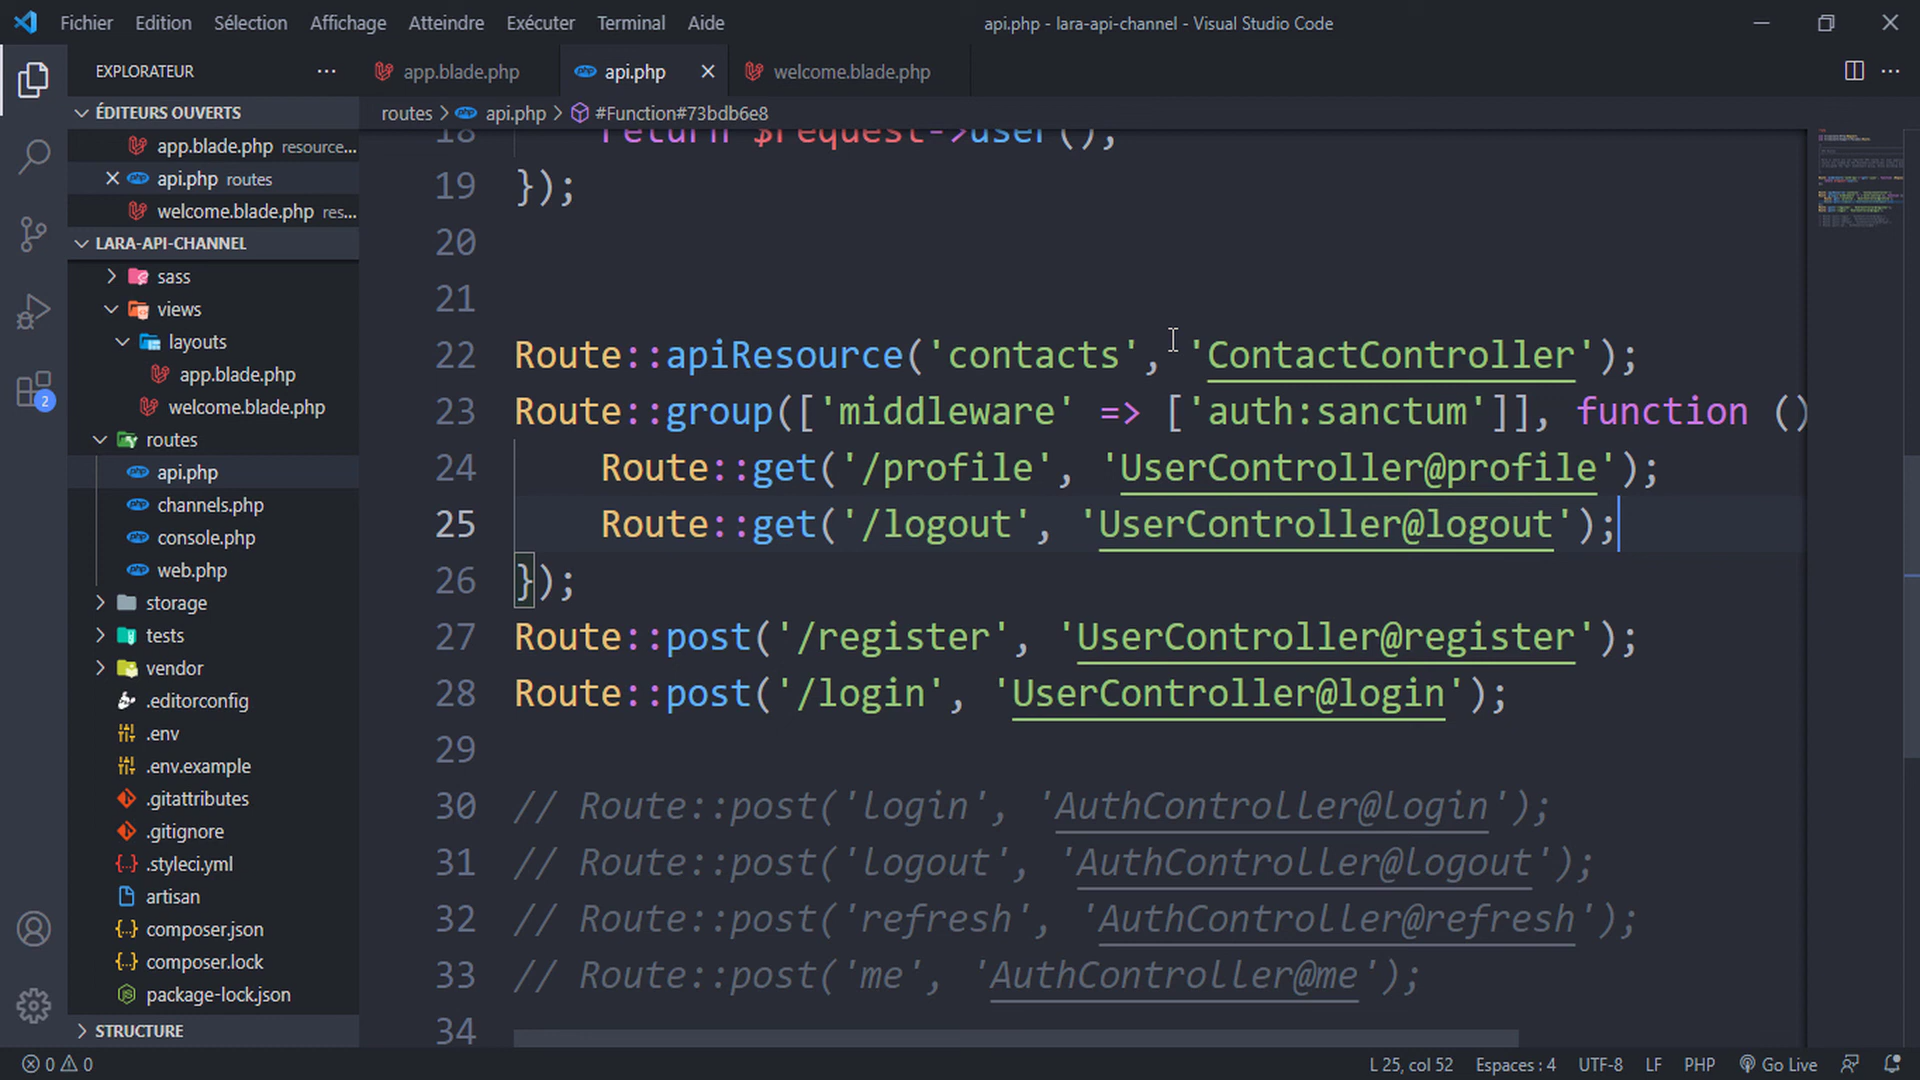 Fichier Edition Sélection Affichage Atteindre Exécuter Terminal Aide api.php - lara-api-channel - Visual Studio Code
EXPLORATEUR
app.blade.php api.php welcome.blade.php
routes > api.php > #Function#73bdb6e8
ÉDITEURS OUVERTS
app.blade.php resource...
api.php routes
welcome.blade.php res...
LARA-API-CHANNEL
sass
views
layouts
app.blade.php
welcome.blade.php
routes
api.php
channels.php
console.php
web.php
storage
tests
vendor
.editorconfig
.env
.env.example
.gitattributes
.gitignore
.styleci.yml
artisan
composer.json
composer.lock
package-lock.json
STRUCTURE
18 return $request->user();
19 });
20
21
22 Route::apiResource('contacts', 'ContactController');
23 Route::group(['middleware' => ['auth:sanctum']], function ()
24 Route::get('/profile', 'UserController@profile');
25 Route::get('/logout', 'UserController@logout');
26 });
27 Route::post('/register', 'UserController@register');
28 Route::post('/login', 'UserController@login');
29
30 // Route::post('login', 'AuthController@login');
31 // Route::post('logout', 'AuthController@logout');
32 // Route::post('refresh', 'AuthController@refresh');
33 // Route::post('me', 'AuthController@me');
34
2
0 0 L 25, col 52 Espaces : 4 UTF-8 LF PHP Go Live